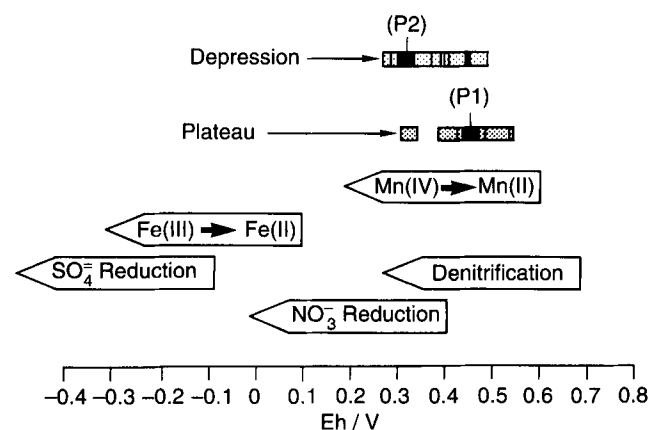 (P2)
Depression
(P1)
Plateau
Mn(IV) → Mn(II)
Fe(III) → Fe(II)
SO₄⁼ Reduction
Denitrification
NO₃⁻ Reduction
−0.4 −0.3 −0.2 −0.1 0 0.1 0.2 0.3 0.4 0.5 0.6 0.7 0.8
Eh / V